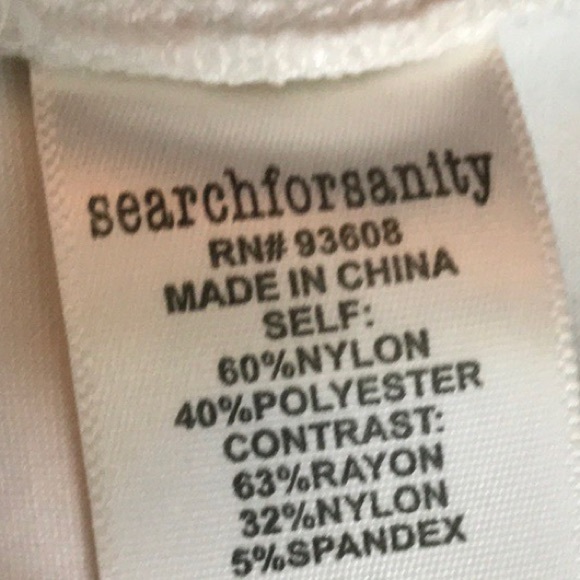 searchforsanity
RN# 93608
MADE IN CHINA
SELF:
60%NYLON
40%POLYESTER
CONTRAST:
63%RAYON
32%NYLON
5%SPANDEX